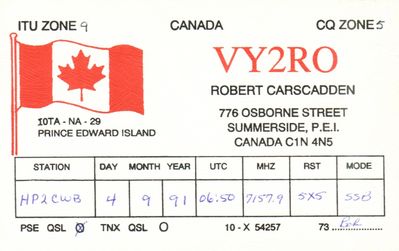 ITU ZONE 9 CANADA CQ ZONE 5
VY2RO
ROBERT CARSCADDEN
776 OSBORNE STREET
SUMMERSIDE, P.E.I.
CANADA C1N 4N5
IOTA - NA - 29
PRINCE EDWARD ISLAND
STATION DAY MONTH YEAR UTC MHZ RST MODE
HP2CWB 4 9 91 06:50 7157.9 5X5 SSB
PSE QSL TNX QSL 10 - X 54257 73 Bob